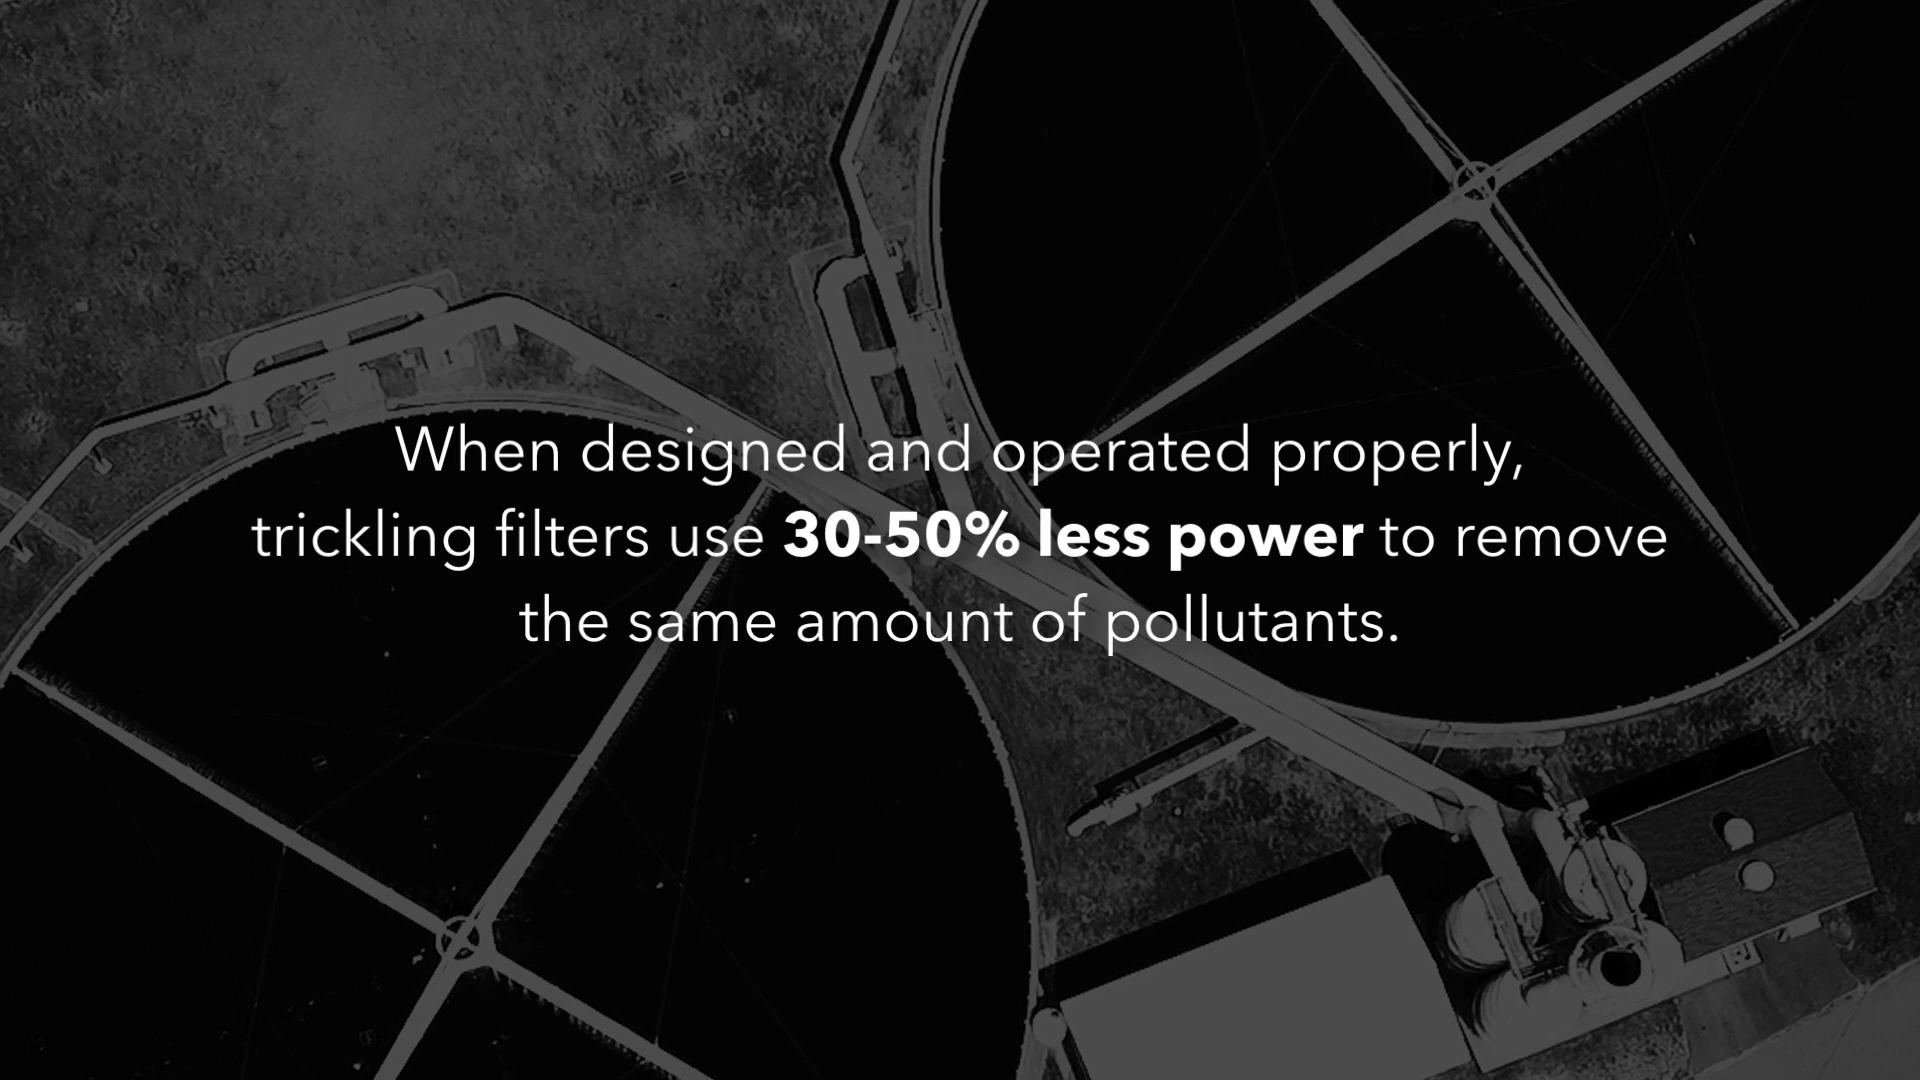 When designed and operated properly,
trickling filters use 30-50% less power to remove
the same amount of pollutants.